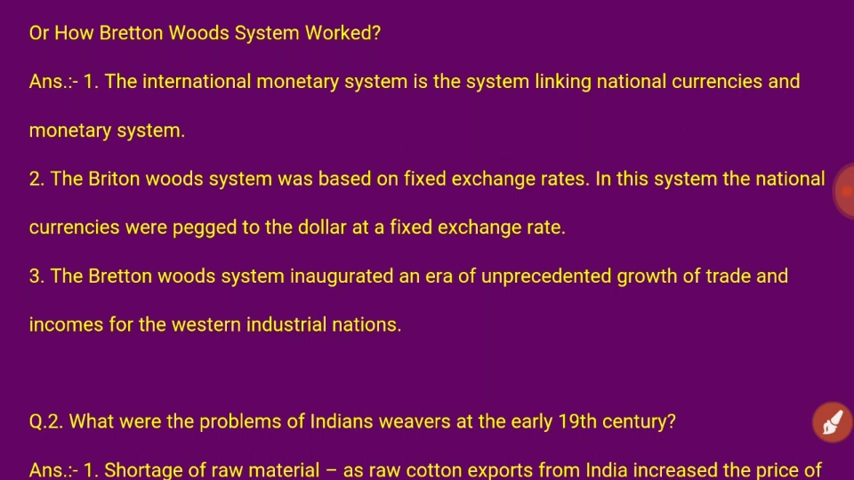 Or How Bretton Woods System Worked?
Ans.:- 1. The international monetary system is the system linking national currencies and
monetary system.
2. The Briton woods system was based on fixed exchange rates. In this system the national
currencies were pegged to the dollar at a fixed exchange rate.
3. The Bretton woods system inaugurated an era of unprecedented growth of trade and
incomes for the western industrial nations.
Q.2. What were the problems of Indians weavers at the early 19th century?
Ans.:- 1. Shortage of raw material – as raw cotton exports from India increased the price of